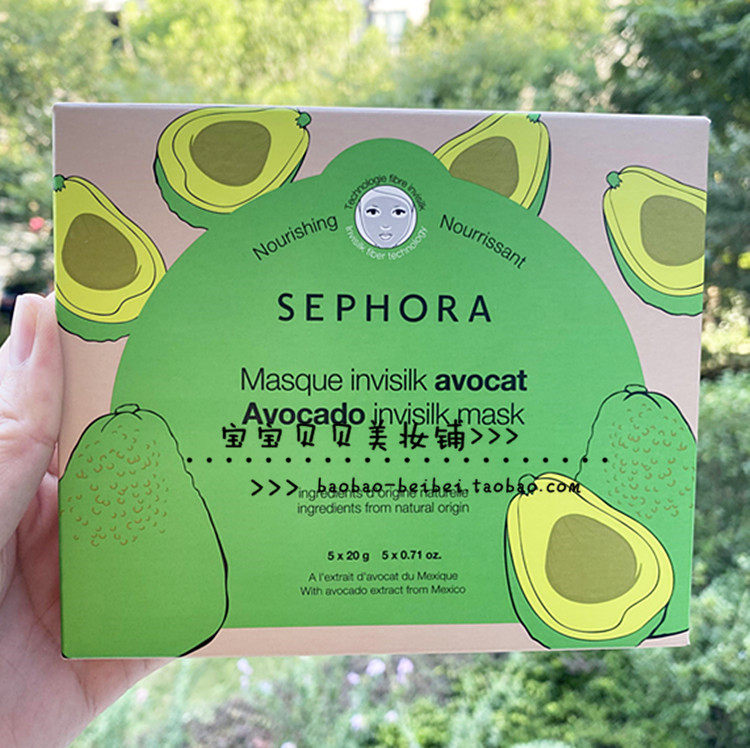 Technologie fibre invisilk
Invisilk fiber technology
Nourishing
Nourrissant
SEPHORA
Masque invisilk avocat
Avocado invisilk mask
宝宝贝贝美妆铺>>>
>>> baobao-beibei.taobao.com
ingrédients d'origine naturelle
ingredients from natural origin
5 x 20 g 5 x 0.71 oz.
A l'extrait d'avocat du Mexique
With avocado extract from Mexico